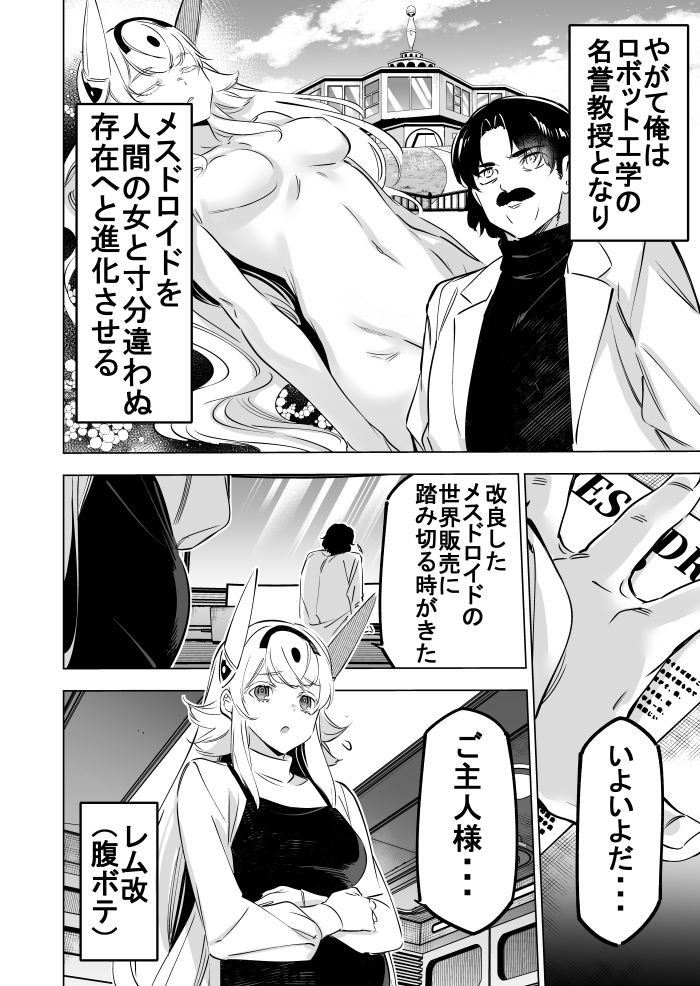 やがて俺は
ロボット工学の
名誉教授となり
メスドロイドを
人間の女と寸分違わぬ
存在へと進化させる
ES
DR
いよいよだ・・・
改良した
メスドロイドの
世界販売に
踏み切る時がきた
ご主人様・・・
レム改
（腹ボテ）